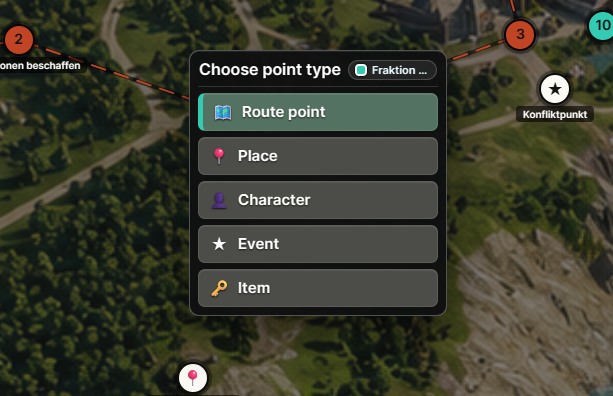 2
onen beschaffen
3
10
Konfliktpunkt
Choose point type
Fraktion ...
Route point
Place
Character
Event
Item